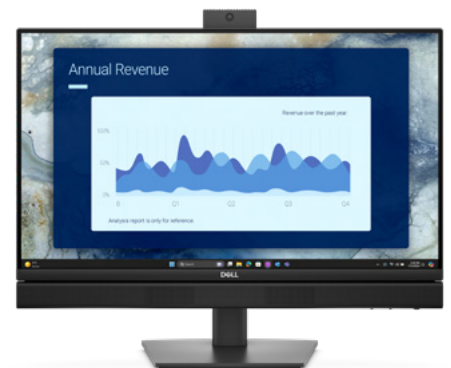 Annual Revenue
Revenue over the past year
100%
50%
0%
0
Q1
Q2
Q3
Q4
Analysis report is only for reference
DELL